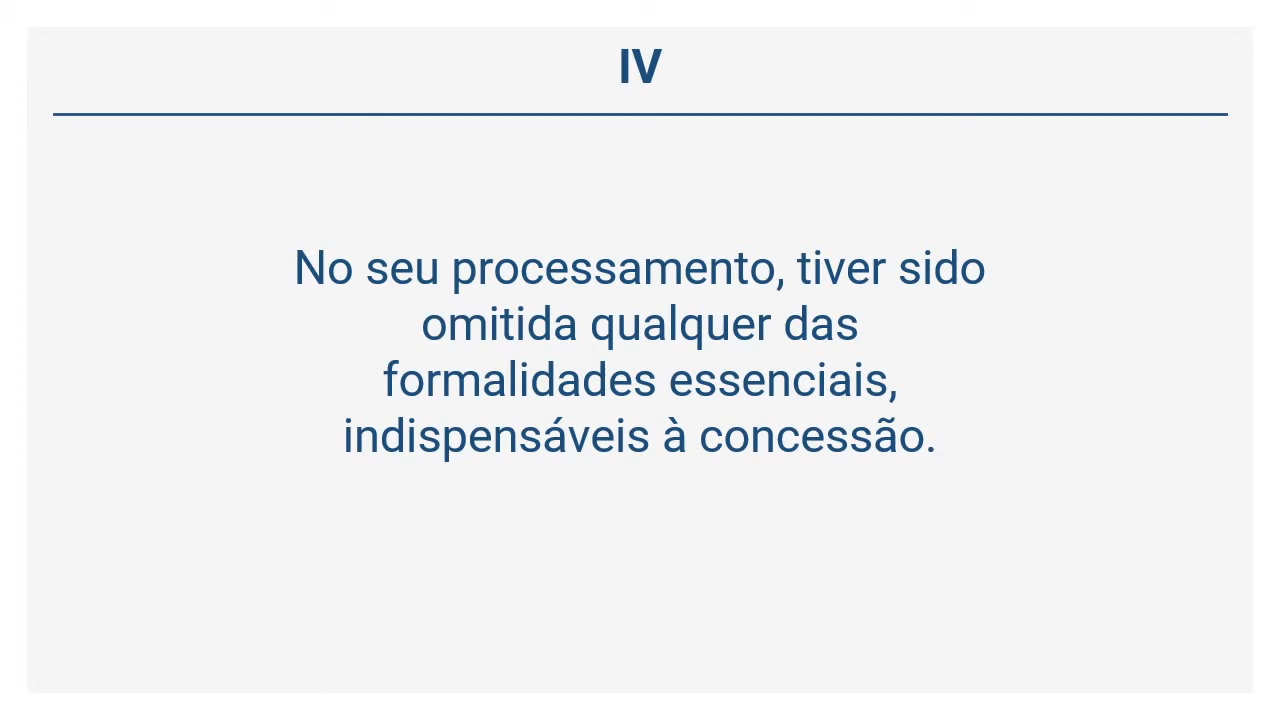 IV
No seu processamento, tiver sido
omitida qualquer das
formalidades essenciais,
indispensáveis à concessão.